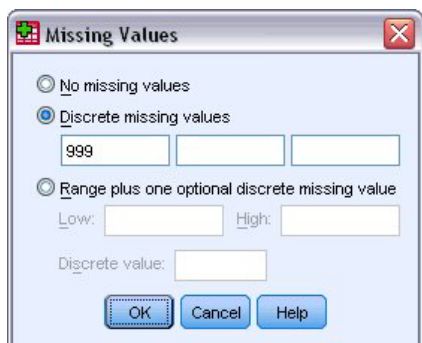 Missing Values
No missing values
Discrete missing values
999
Range plus one optional discrete missing value
Low: High:
Discrete value:
OK Cancel Help